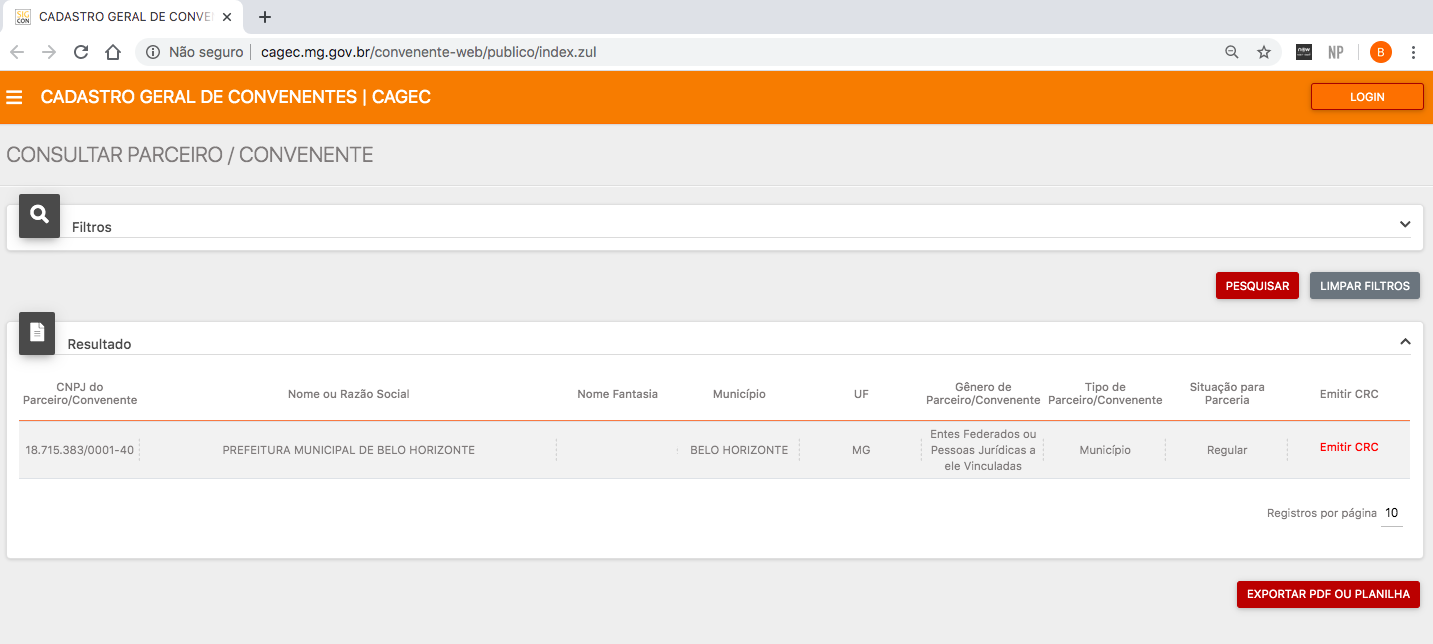 SIG
CON
CADASTRO GERAL DE CONVE
Não seguro
cagec.mg.gov.br/convenente-web/publico/index.zul
NP
B
CADASTRO GERAL DE CONVENENTES | CAGEC
LOGIN
CONSULTAR PARCEIRO / CONVENENTE
Filtros
PESQUISAR
LIMPAR FILTROS
Resultado
CNPJ do
Parceiro/Convenente
Nome ou Razão Social
Nome Fantasia
Município
UF
Gênero de
Parceiro/Convenente
Tipo de
Parceiro/Convenente
Situação para
Parceria
Emitir CRC
18.715.383/0001-40
PREFEITURA MUNICIPAL DE BELO HORIZONTE
BELO HORIZONTE
MG
Entes Federados ou
Pessoas Jurídicas a
ele Vinculadas
Município
Regular
Emitir CRC
Registros por página
10
EXPORTAR PDF OU PLANILHA